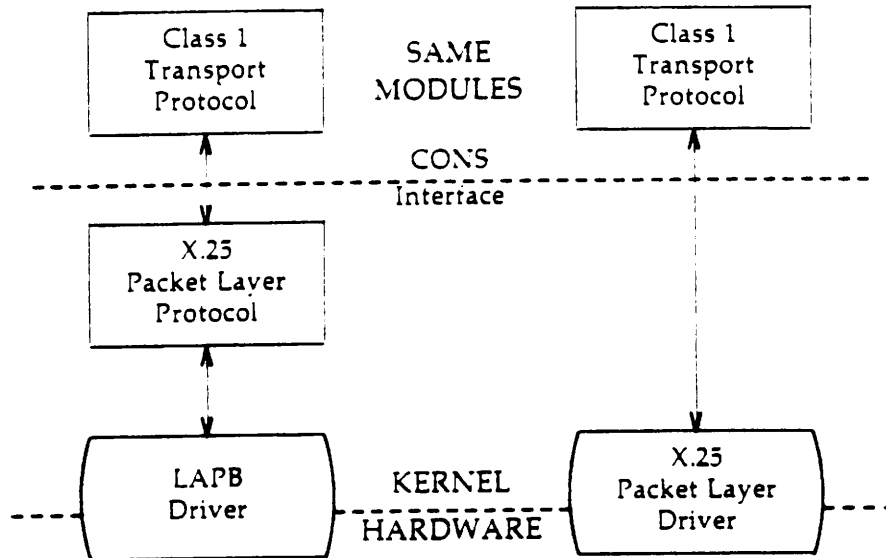 Class 1
Transport
Protocol
SAME
MODULES
Class 1
Transport
Protocol
CONS
Interface
X.25
Packet Layer
Protocol
LAPB
Driver
KERNEL
HARDWARE
X.25
Packet Layer
Driver